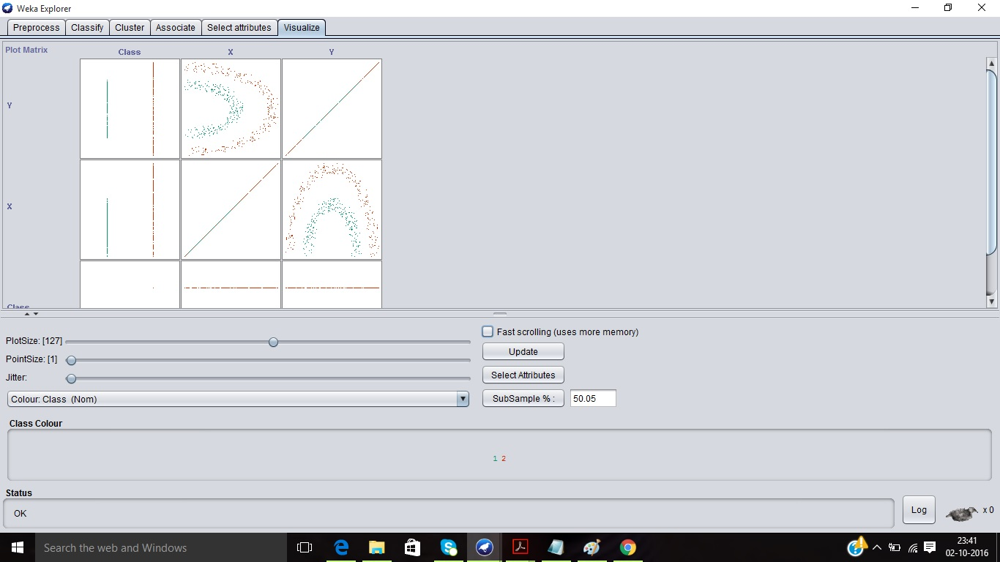 Weka Explorer
Preprocess Classify Cluster Associate Select attributes Visualize
Plot Matrix Class X Y
Y
X
Class
PlotSize: [127]
PointSize: [1]
Jitter:
Colour: Class (Nom)
Fast scrolling (uses more memory)
Update
Select Attributes
SubSample % : 50.05
Class Colour
1 2
Status
OK
Log x 0
Search the web and Windows
23:41
02-10-2016